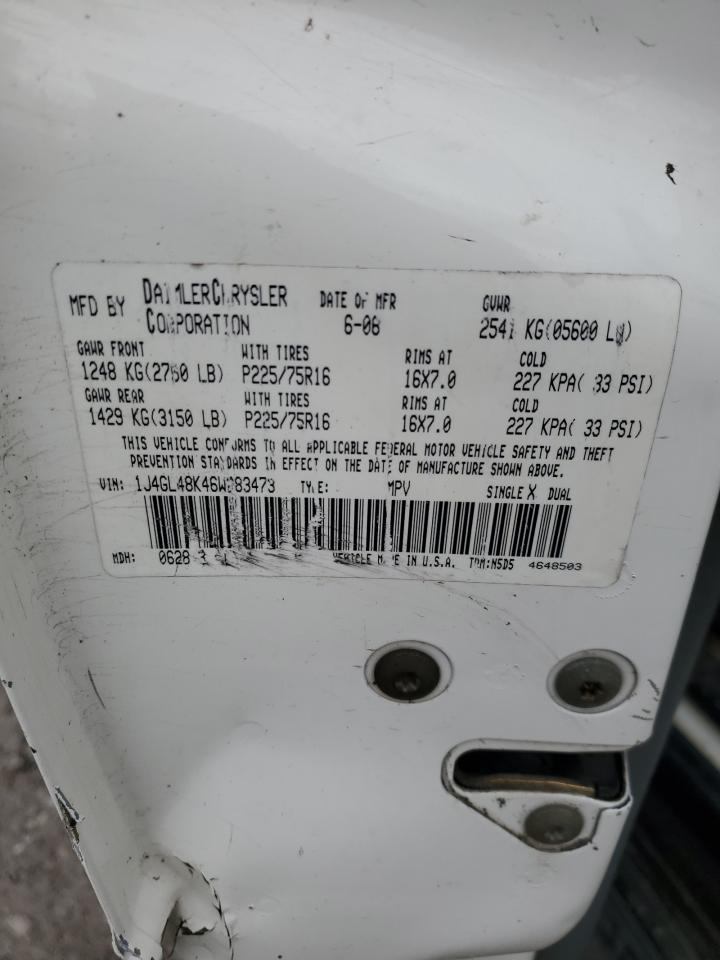 MFD BY DAIMLERCHRYSLER CORPORATION DATE OF MFR 6-06 GVWR 2541 KG(05600 LB)
GAWR FRONT WITH TIRES RIMS AT COLD
1248 KG(2750 LB) P225/75R16 16X7.0 227 KPA( 33 PSI)
GAWR REAR WITH TIRES RIMS AT COLD
1429 KG(3150 LB) P225/75R16 16X7.0 227 KPA( 33 PSI)
THIS VEHICLE CONFORMS TO ALL APPLICABLE FEDERAL MOTOR VEHICLE SAFETY AND THEFT
PREVENTION STANDARDS IN EFFECT ON THE DATE OF MANUFACTURE SHOWN ABOVE.
VIN: TYPE: MPV SINGLE X DUAL
MDH: VEHICLE MADE IN U.S.A. 4648503